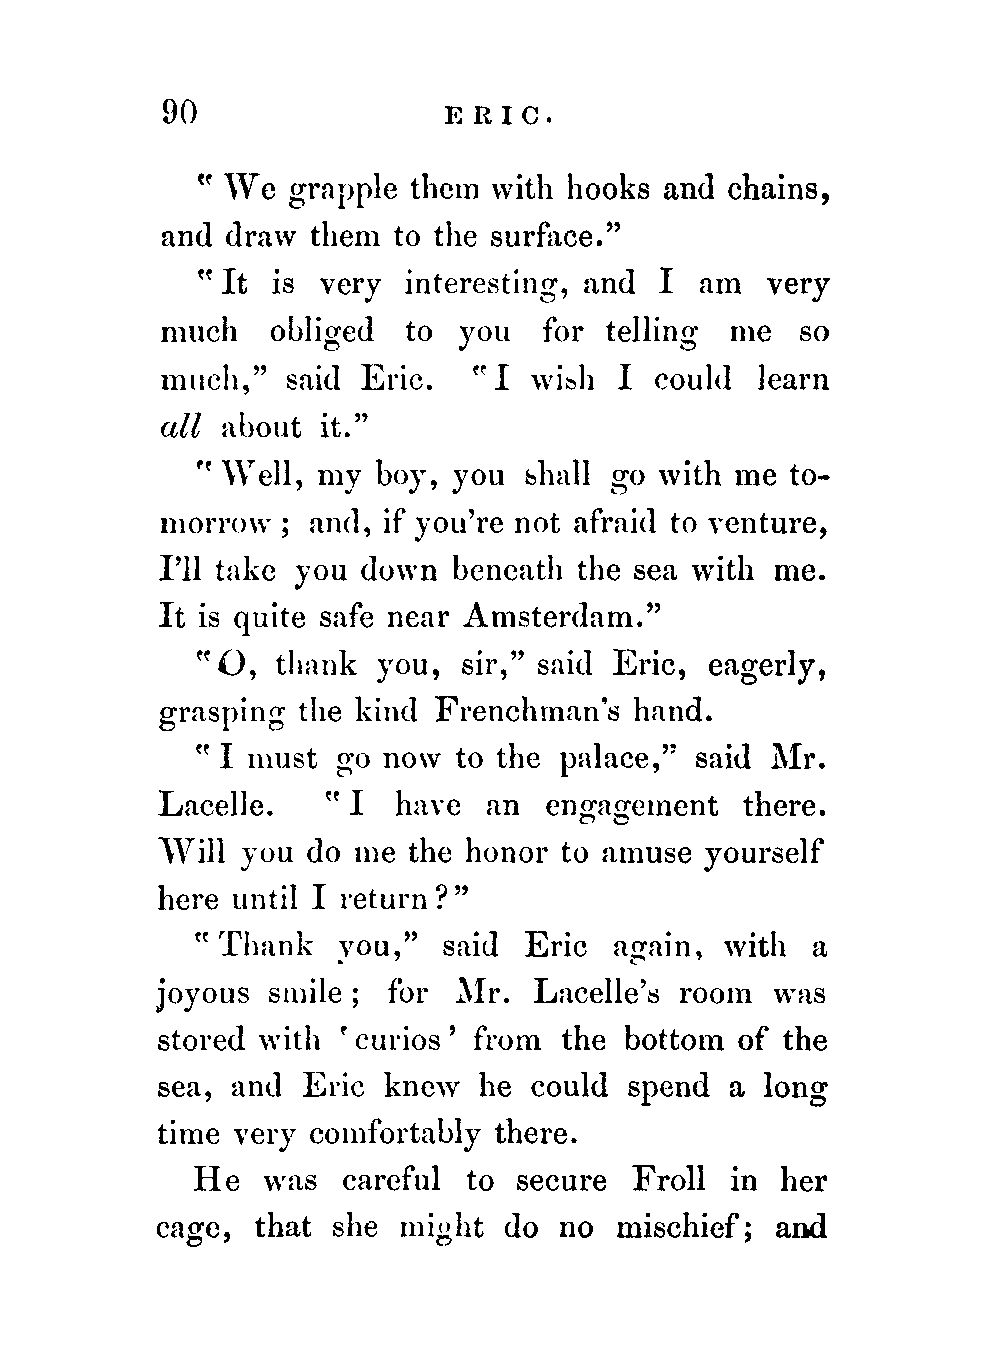 90 ERIC.
“ We grapple them with hooks and chains,
and draw them to the surface.”
“ It is very interesting, and I am very
much obliged to you for telling me so
much,” said Eric. “ I wish I could learn
all about it.”
“ Well, my boy, you shall go with me to-
morrow ; and, if you’re not afraid to venture,
I’ll take you down beneath the sea with me.
It is quite safe near Amsterdam.”
“ O, thank you, sir,” said Eric, eagerly,
grasping the kind Frenchman’s hand.
“ I must go now to the palace,” said Mr.
Lacelle. “ I have an engagement there.
Will you do me the honor to amuse yourself
here until I return ? ”
“ Thank you,” said Eric again, with a
joyous smile ; for Mr. Lacelle’s room was
stored with ‘ curios ’ from the bottom of the
sea, and Eric knew he could spend a long
time very comfortably there.
He was careful to secure Froll in her
cage, that she might do no mischief ; and